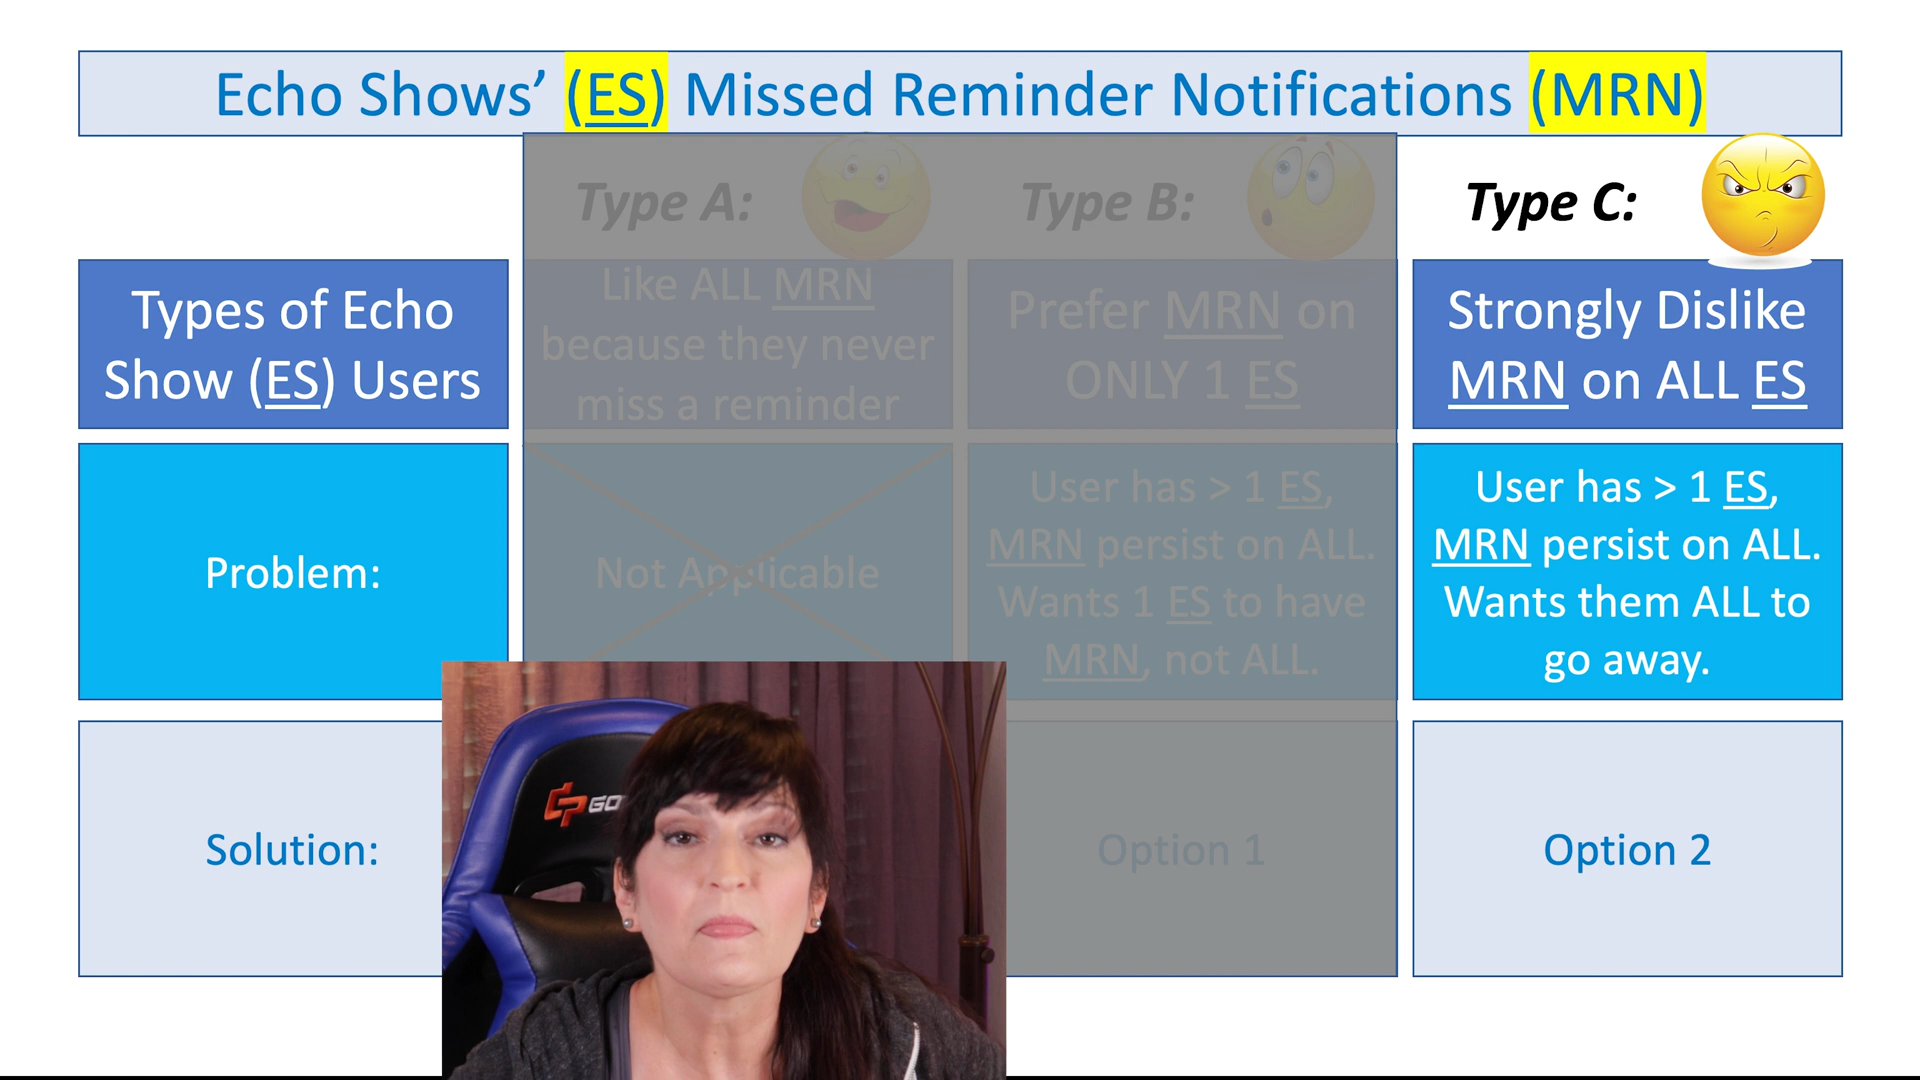 Echo Shows’ (ES) Missed Reminder Notifications (MRN)
Type A:
Type B:
Type C:
Types of Echo
Show (ES) Users
Like ALL MRN
because they never
miss a reminder
Prefer MRN on
ONLY 1 ES
Strongly Dislike
MRN on ALL ES
Problem:
Not Applicable
User has > 1 ES,
MRN persist on ALL.
Wants 1 ES to have
MRN, not ALL.
User has > 1 ES,
MRN persist on ALL.
Wants them ALL to
go away.
Solution:
Option 1
Option 2